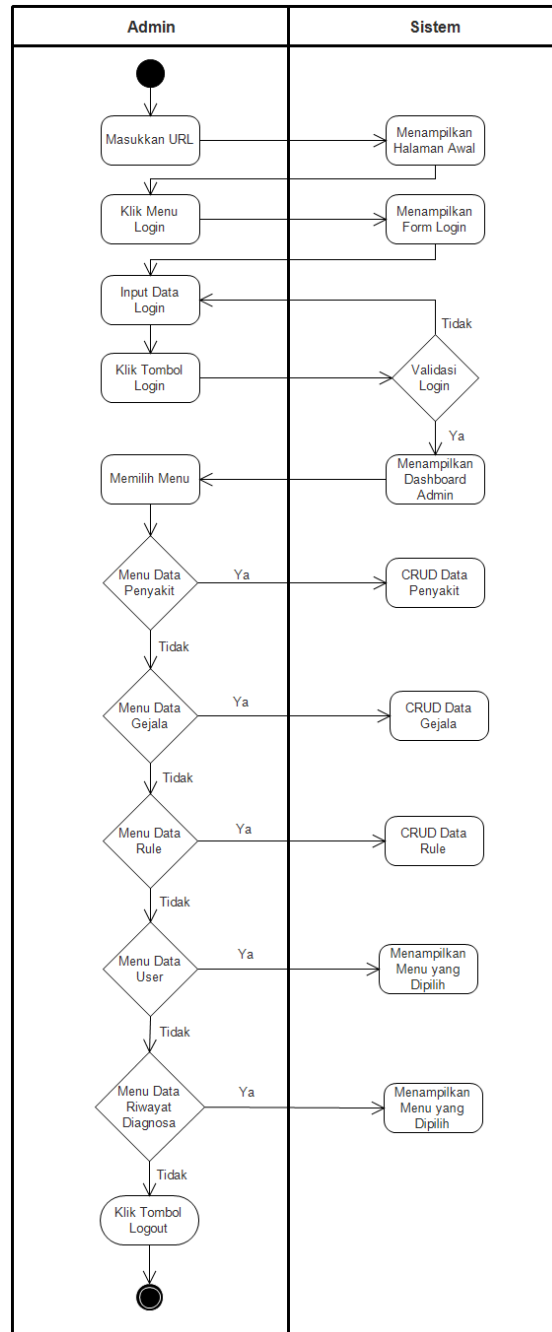 Admin
Sistem
Masukkan URL
Menampilkan
Halaman Awal
Klik Menu
Login
Menampilkan
Form Login
Input Data
Login
Tidak
Klik Tombol
Login
Validasi
Login
Ya
Memilih Menu
Menampilkan
Dashboard
Admin
Menu Data
Penyakit
Ya
CRUD Data
Penyakit
Tidak
Menu Data
Gejala
Ya
CRUD Data
Gejala
Tidak
Menu Data
Rule
Ya
CRUD Data
Rule
Tidak
Menu Data
User
Ya
Menampilkan
Menu yang
Dipilih
Tidak
Menu Data
Riwayat
Diagnosa
Ya
Menampilkan
Menu yang
Dipilih
Tidak
Klik Tombol
Logout